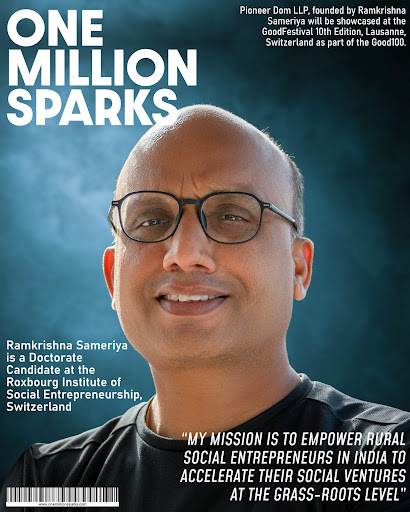 ONE
MILLION
SPARKS
Pioneer Dom LLP, founded by Ramkrishna
Sameriya will be showcased at the
GoodFestival 10th Edition, Lausanne,
Switzerland as part of the Good100.
Ramkrishna Sameriya
is a Doctorate
Candidate at the
Roxbourg Institute of
Social Entrepreneurship,
Switzerland
“MY MISSION IS TO EMPOWER RURAL
SOCIAL ENTREPRENEURS IN INDIA TO
ACCELERATE THEIR SOCIAL VENTURES
AT THE GRASS-ROOTS LEVEL”
www.onemillionsparks.com